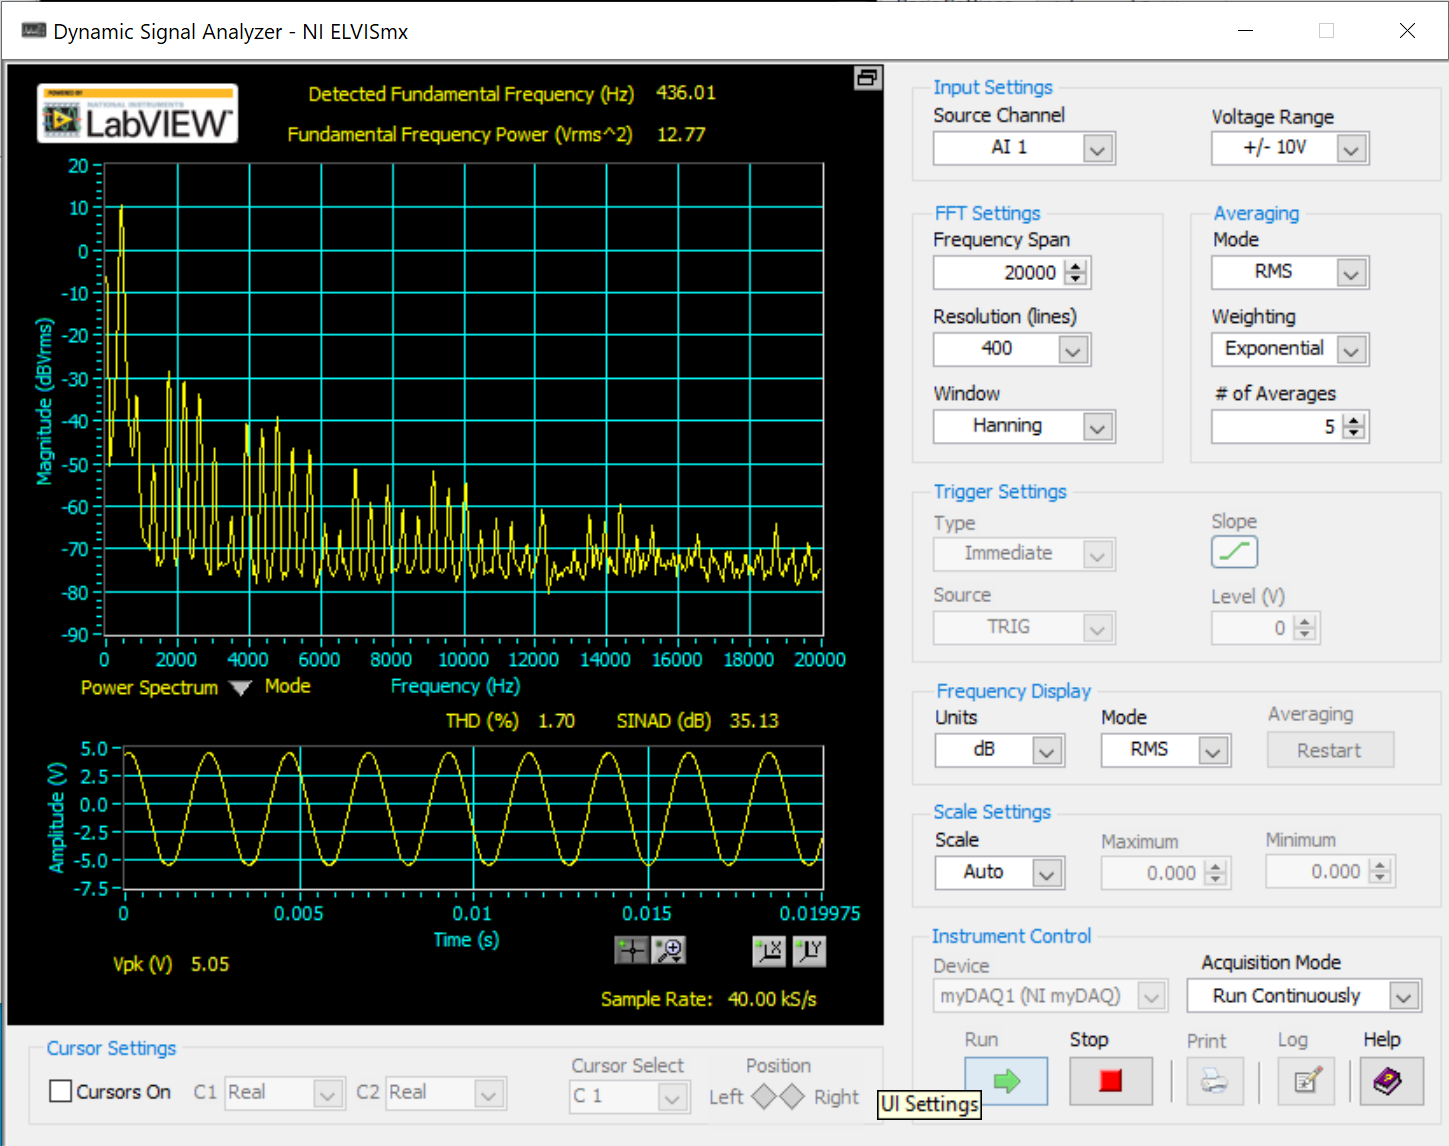 Dynamic Signal Analyzer - NI ELVISmx
POWERED BY
NATIONAL INSTRUMENTS
LabVIEW™
Detected Fundamental Frequency (Hz) 436.01
Fundamental Frequency Power (Vrms^2) 12.77
20
10
0
-10
-20
-30
-40
-50
-60
-70
-80
-90
Magnitude (dBVrms)
0 2000 4000 6000 8000 10000 12000 14000 16000 18000 20000
Power Spectrum Mode Frequency (Hz)
THD (%) 1.70 SINAD (dB) 35.13
5.0
2.5
0.0
-2.5
-5.0
-7.5
Amplitude (V)
0 0.005 0.01 0.015 0.019975
Time (s)
Vpk (V) 5.05
X Y
Sample Rate: 40.00 kS/s
Cursor Settings
Cursors On C1 Real C2 Real
Cursor Select
C 1
Position
Left Right
UI Settings
Input Settings
Source Channel Voltage Range
AI 1 +/- 10V
FFT Settings
Frequency Span
20000
Resolution (lines)
400
Window
Hanning
Averaging
Mode
RMS
Weighting
Exponential
# of Averages
5
Trigger Settings
Type Slope
Immediate
Source Level (V)
TRIG 0
Frequency Display
Units Mode Averaging
dB RMS Restart
Scale Settings
Scale Maximum Minimum
Auto 0.000 0.000
Instrument Control
Device Acquisition Mode
myDAQ1 (NI myDAQ) Run Continuously
Run Stop Print Log Help